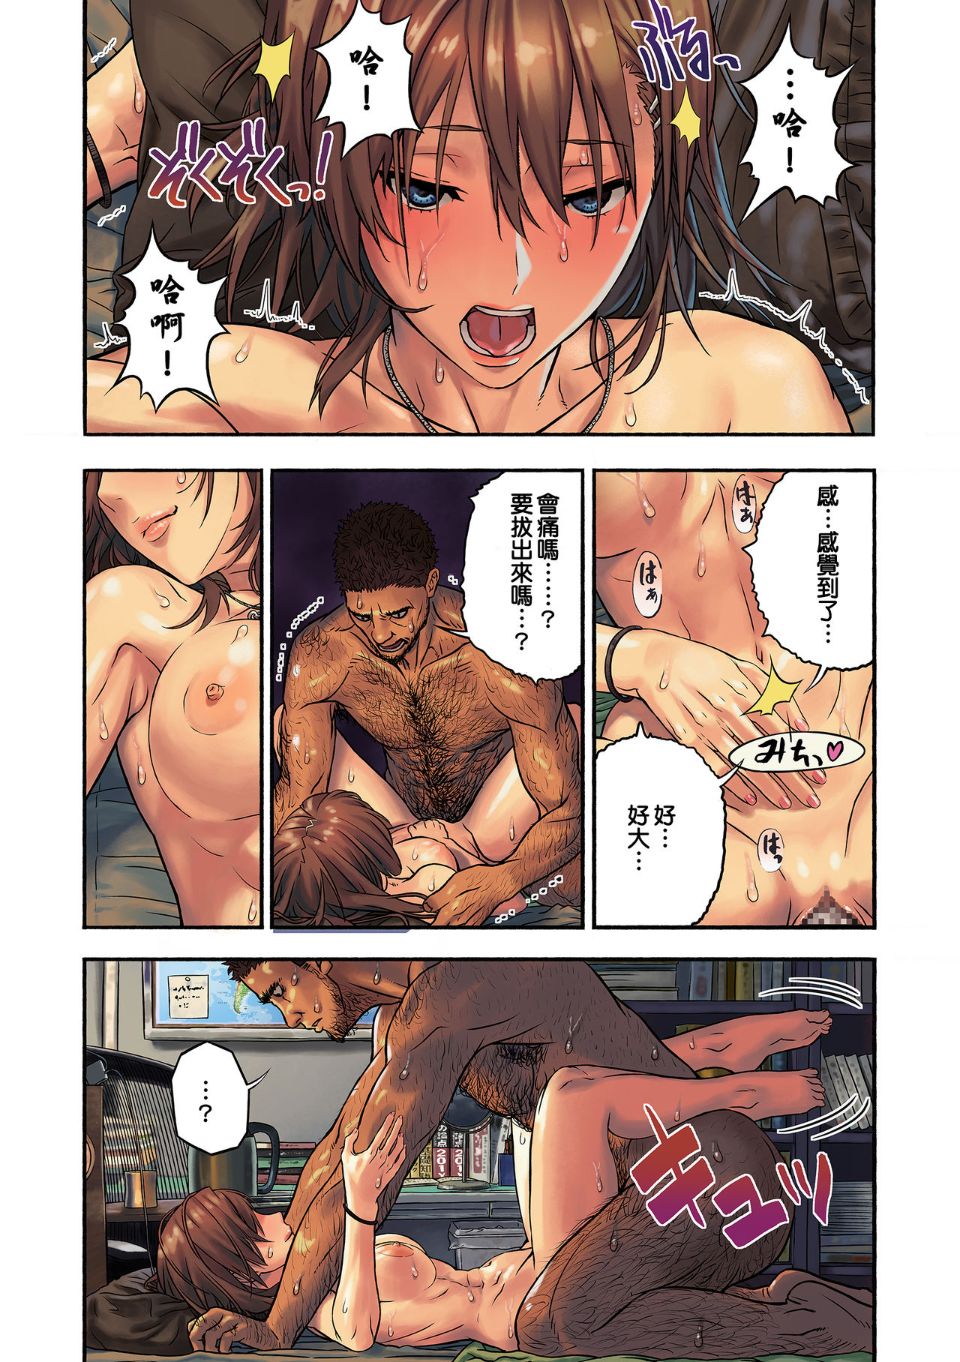 …哈！
ぶるっ
哈！
ぞくぞくっ！
哈啊！
感…感覺到了…
はぁ
はぁ
みちっ♥
好…
好大…
はっ
會痛嗎……？
要拔出來嗎…？
…？
キュッ